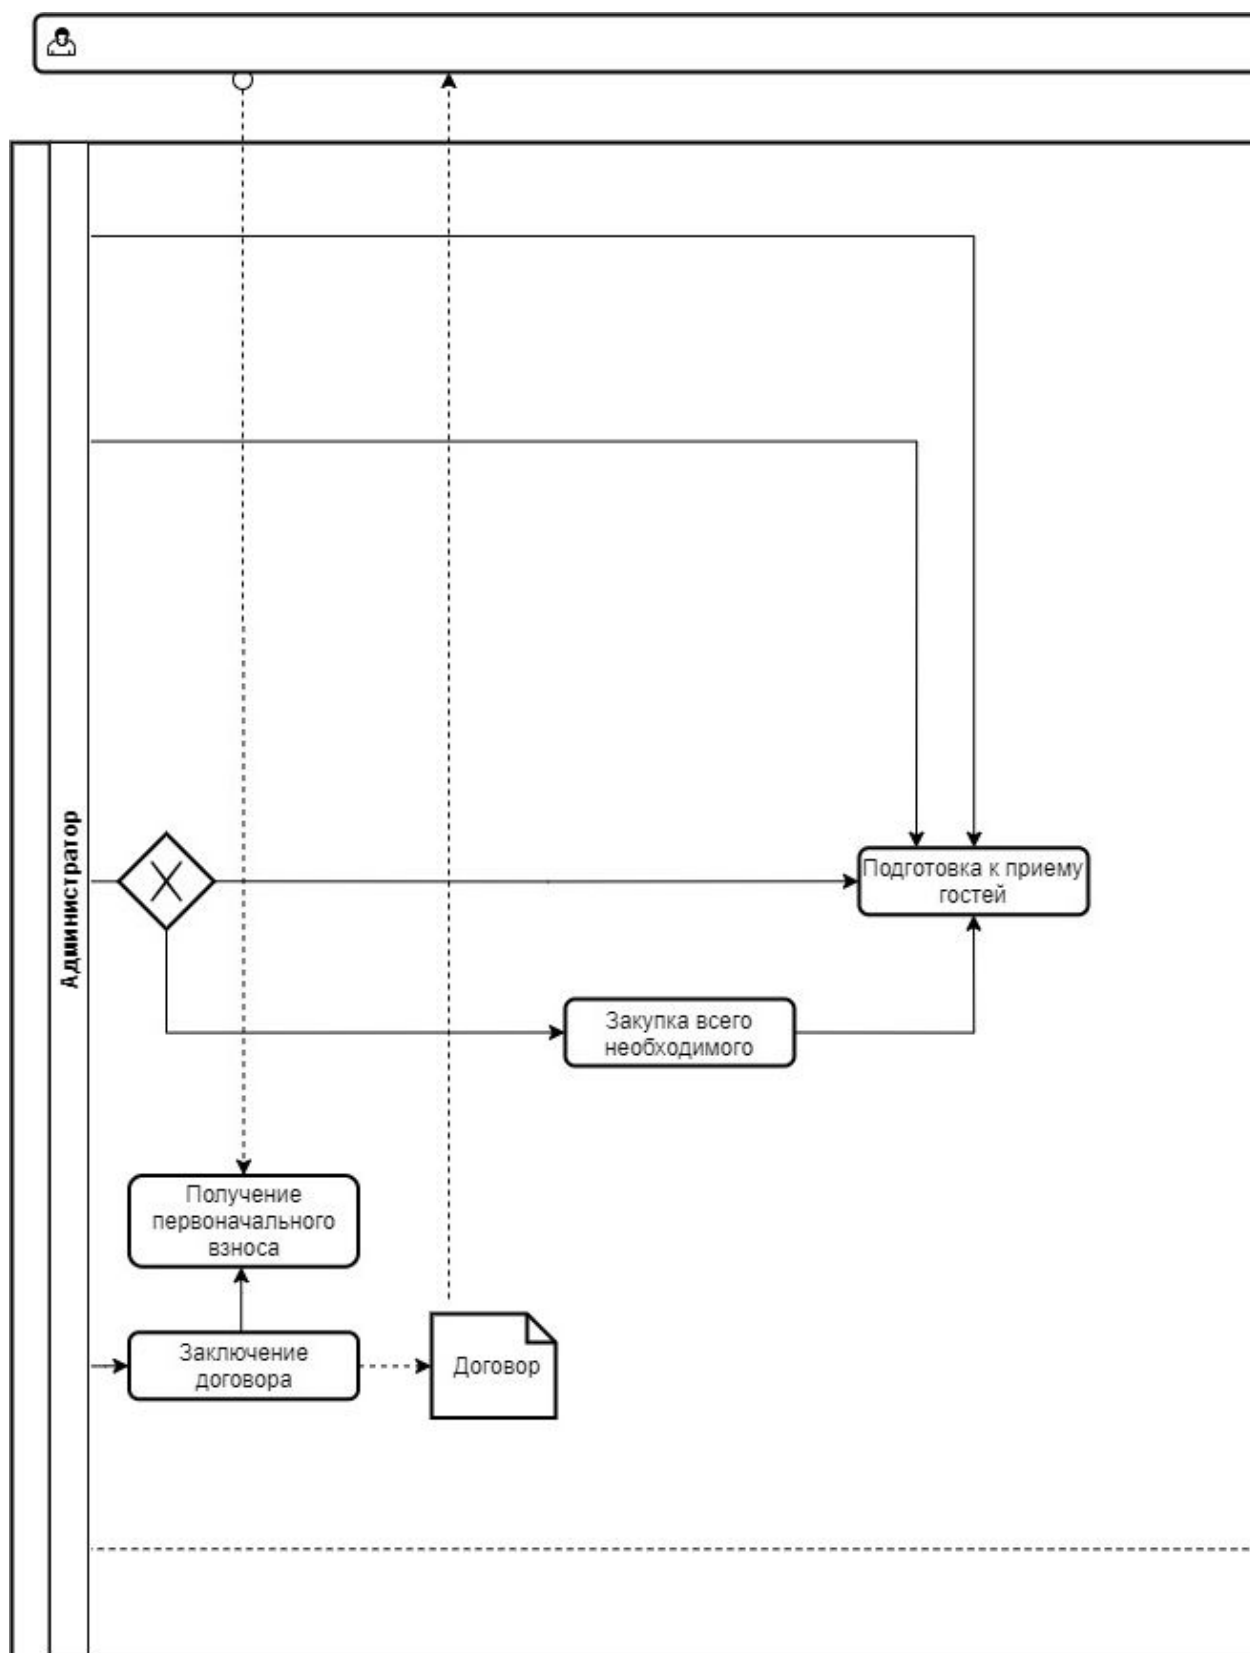 Администратор
Подготовка к приему
гостей
Закупка всего
необходимого
Получение
первоначального
взноса
Заключение
договора
Договор